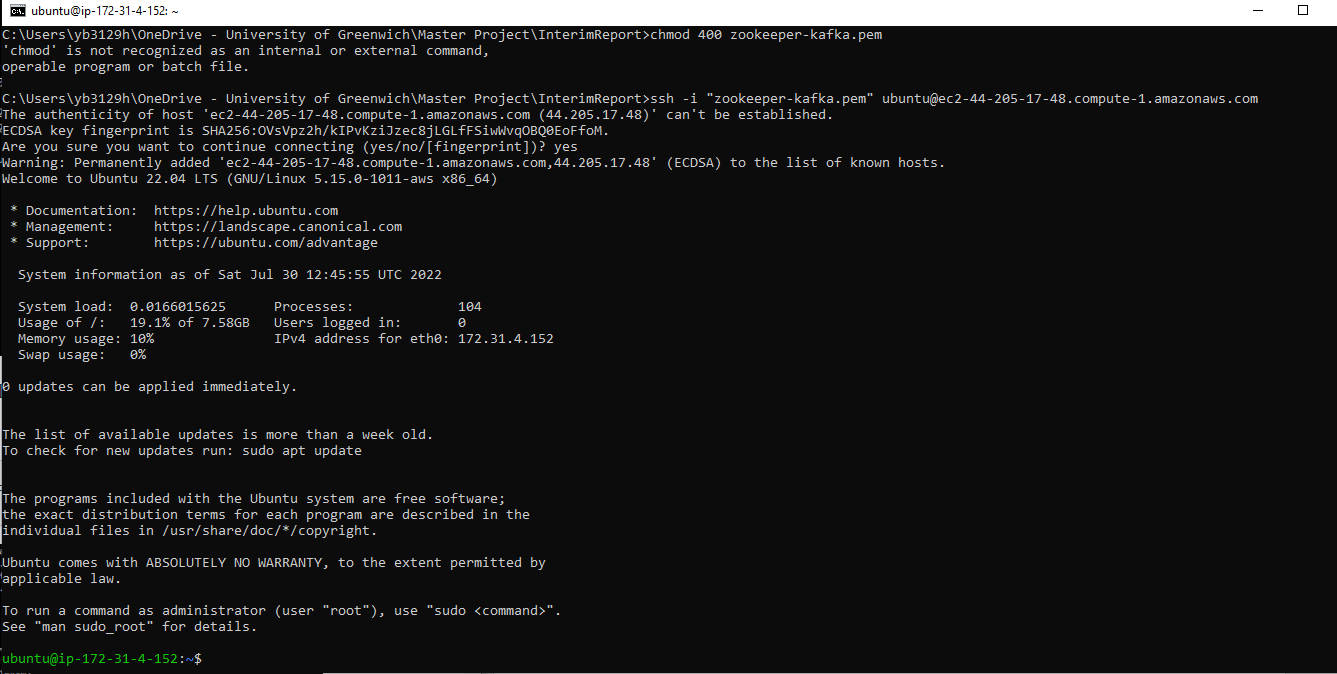 ubuntu@ip-172-31-4-152: ~
C:\Users\yb3129h\OneDrive - University of Greenwich\Master Project\InterimReport>chmod 400 zookeeper-kafka.pem
'chmod' is not recognized as an internal or external command,
operable program or batch file.
C:\Users\yb3129h\OneDrive - University of Greenwich\Master Project\InterimReport>ssh -i "zookeeper-kafka.pem" ubuntu@ec2-44-205-17-48.compute-1.amazonaws.com
The authenticity of host 'ec2-44-205-17-48.compute-1.amazonaws.com (44.205.17.48)' can't be established.
ECDSA key fingerprint is SHA256:OVsVpz2h/kIPvKziJzec8jLGLfFSiwWvqOBQ0EoFfoM.
Are you sure you want to continue connecting (yes/no/[fingerprint])? yes
Warning: Permanently added 'ec2-44-205-17-48.compute-1.amazonaws.com,44.205.17.48' (ECDSA) to the list of known hosts.
Welcome to Ubuntu 22.04 LTS (GNU/Linux 5.15.0-1011-aws x86_64)
* Documentation:  https://help.ubuntu.com
* Management:     https://landscape.canonical.com
* Support:        https://ubuntu.com/advantage
System information as of Sat Jul 30 12:45:55 UTC 2022
System load:  0.0166015625      Processes:             104
Usage of /:   19.1% of 7.58GB   Users logged in:       0
Memory usage: 10%               IPv4 address for eth0: 172.31.4.152
Swap usage:   0%
0 updates can be applied immediately.
The list of available updates is more than a week old.
To check for new updates run: sudo apt update
The programs included with the Ubuntu system are free software;
the exact distribution terms for each program are described in the
individual files in /usr/share/doc/*/copyright.
Ubuntu comes with ABSOLUTELY NO WARRANTY, to the extent permitted by
applicable law.
To run a command as administrator (user "root"), use "sudo <command>".
See "man sudo_root" for details.
ubuntu@ip-172-31-4-152:~$